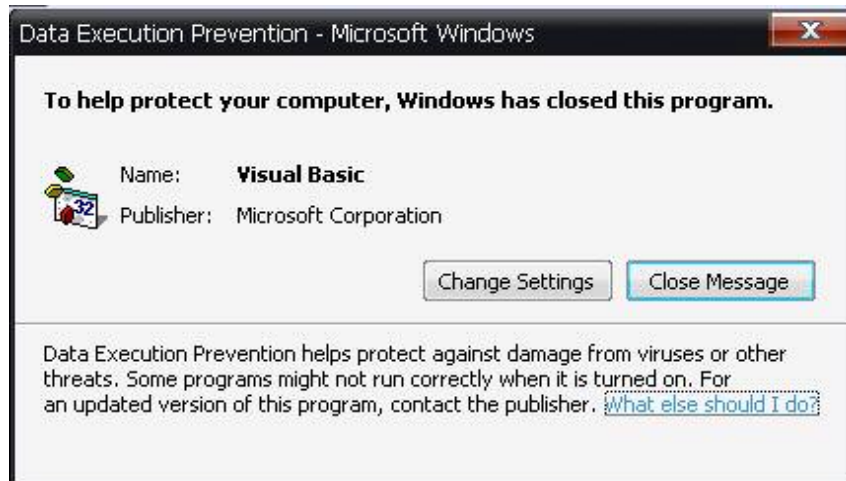 Data Execution Prevention - Microsoft Windows
X
To help protect your computer, Windows has closed this program.
32
Name: Visual Basic
Publisher: Microsoft Corporation
Change Settings Close Message
Data Execution Prevention helps protect against damage from viruses or other
threats. Some programs might not run correctly when it is turned on. For
an updated version of this program, contact the publisher. What else should I do?